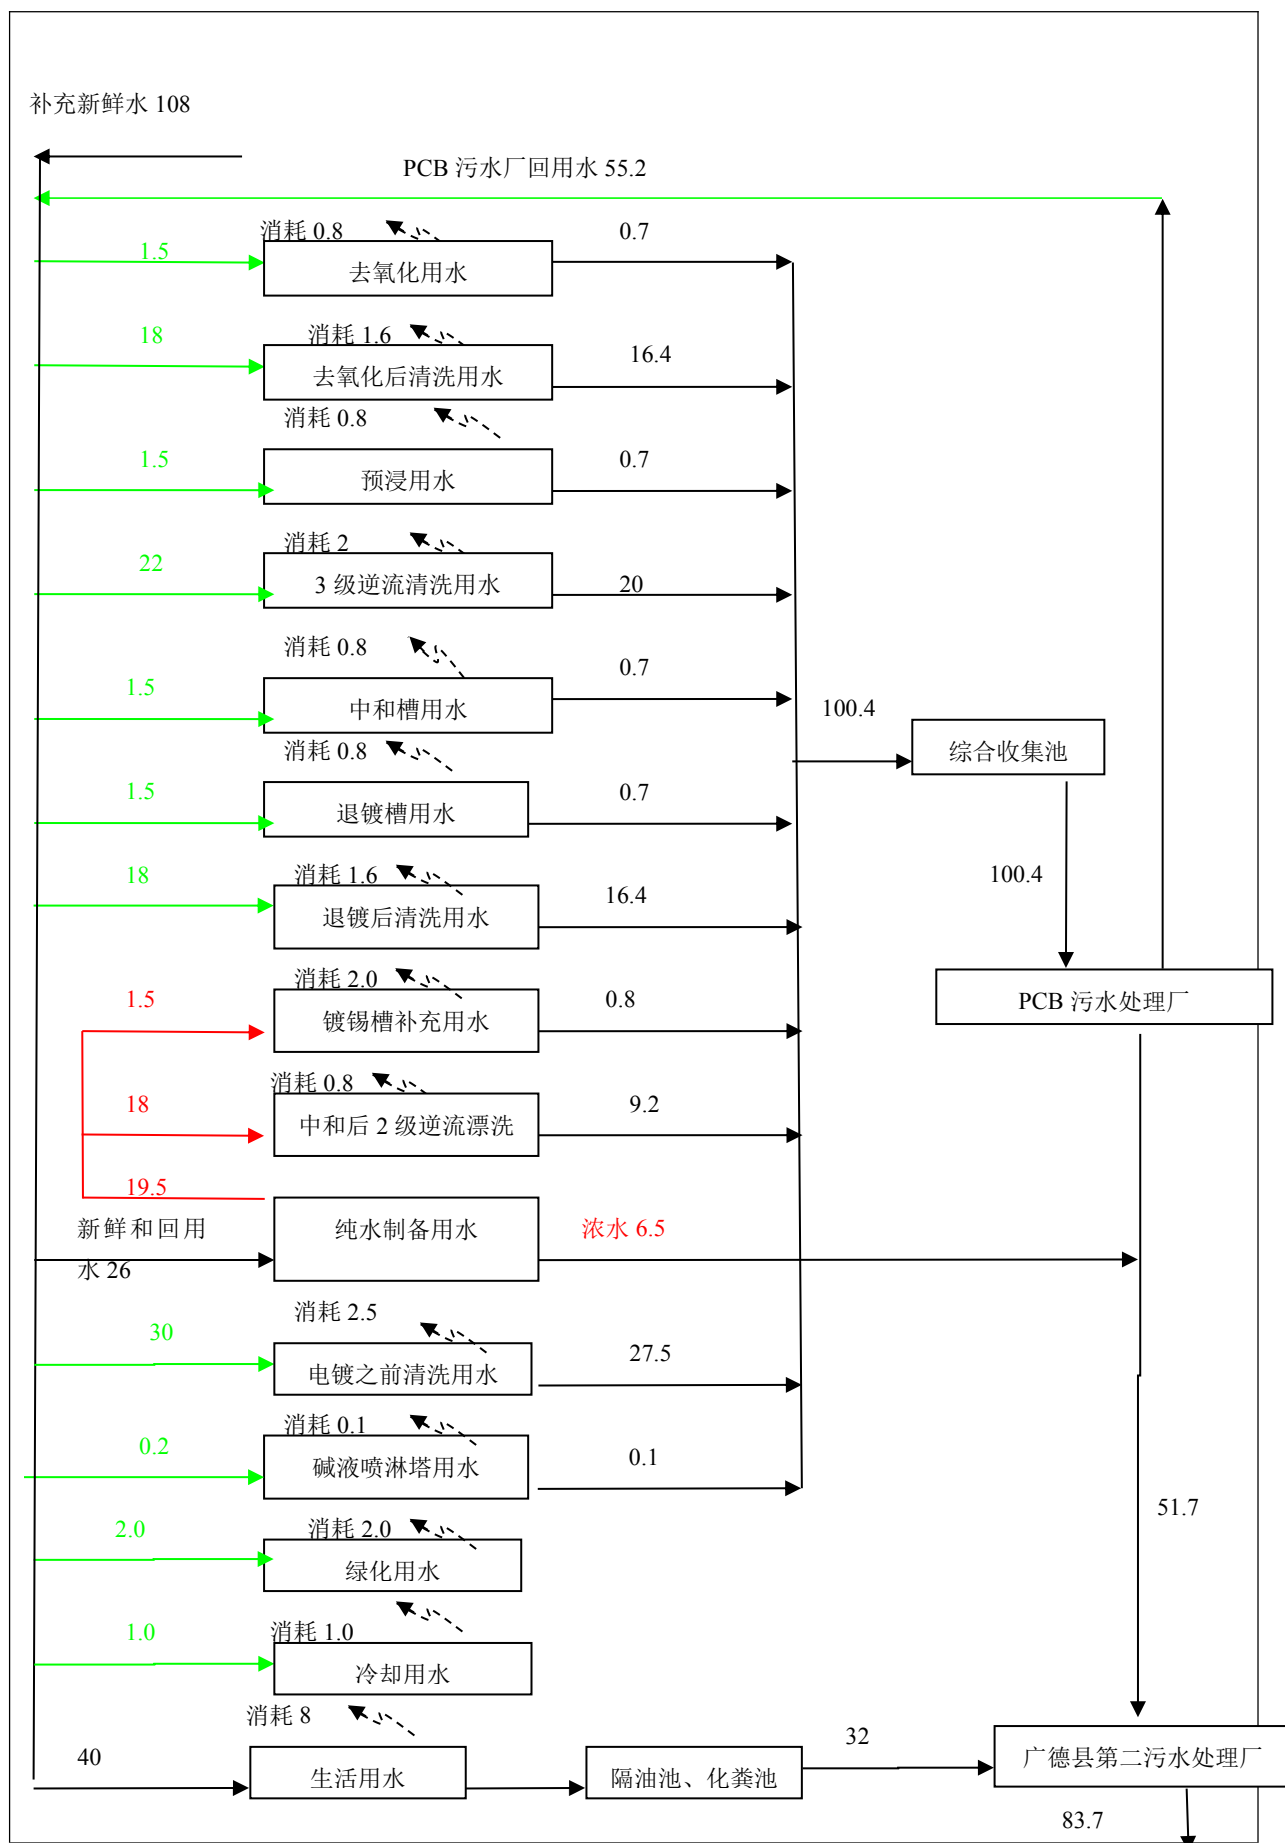 补充新鲜水 108
PCB 污水厂回用水 55.2
消耗 0.8
0.7
1.5
去氧化用水
消耗 1.6
18
16.4
去氧化后清洗用水
消耗 0.8
1.5
0.7
预浸用水
消耗 2
22
3 级逆流清洗用水
20
消耗 0.8
0.7
1.5
中和槽用水
100.4
综合收集池
消耗 0.8
1.5
0.7
退镀槽用水
消耗 1.6
18
16.4
100.4
退镀后清洗用水
消耗 2.0
1.5
0.8
镀锡槽补充用水
PCB 污水处理厂
消耗 0.8
18
9.2
中和后 2 级逆流漂洗
19.5
新鲜和回用
水 26
纯水制备用水
浓水 6.5
消耗 2.5
30
27.5
电镀之前清洗用水
消耗 0.1
0.2
0.1
碱液喷淋塔用水
51.7
消耗 2.0
2.0
绿化用水
消耗 1.0
1.0
冷却用水
消耗 8
40
32
生活用水
隔油池、化粪池
广德县第二污水处理厂
83.7